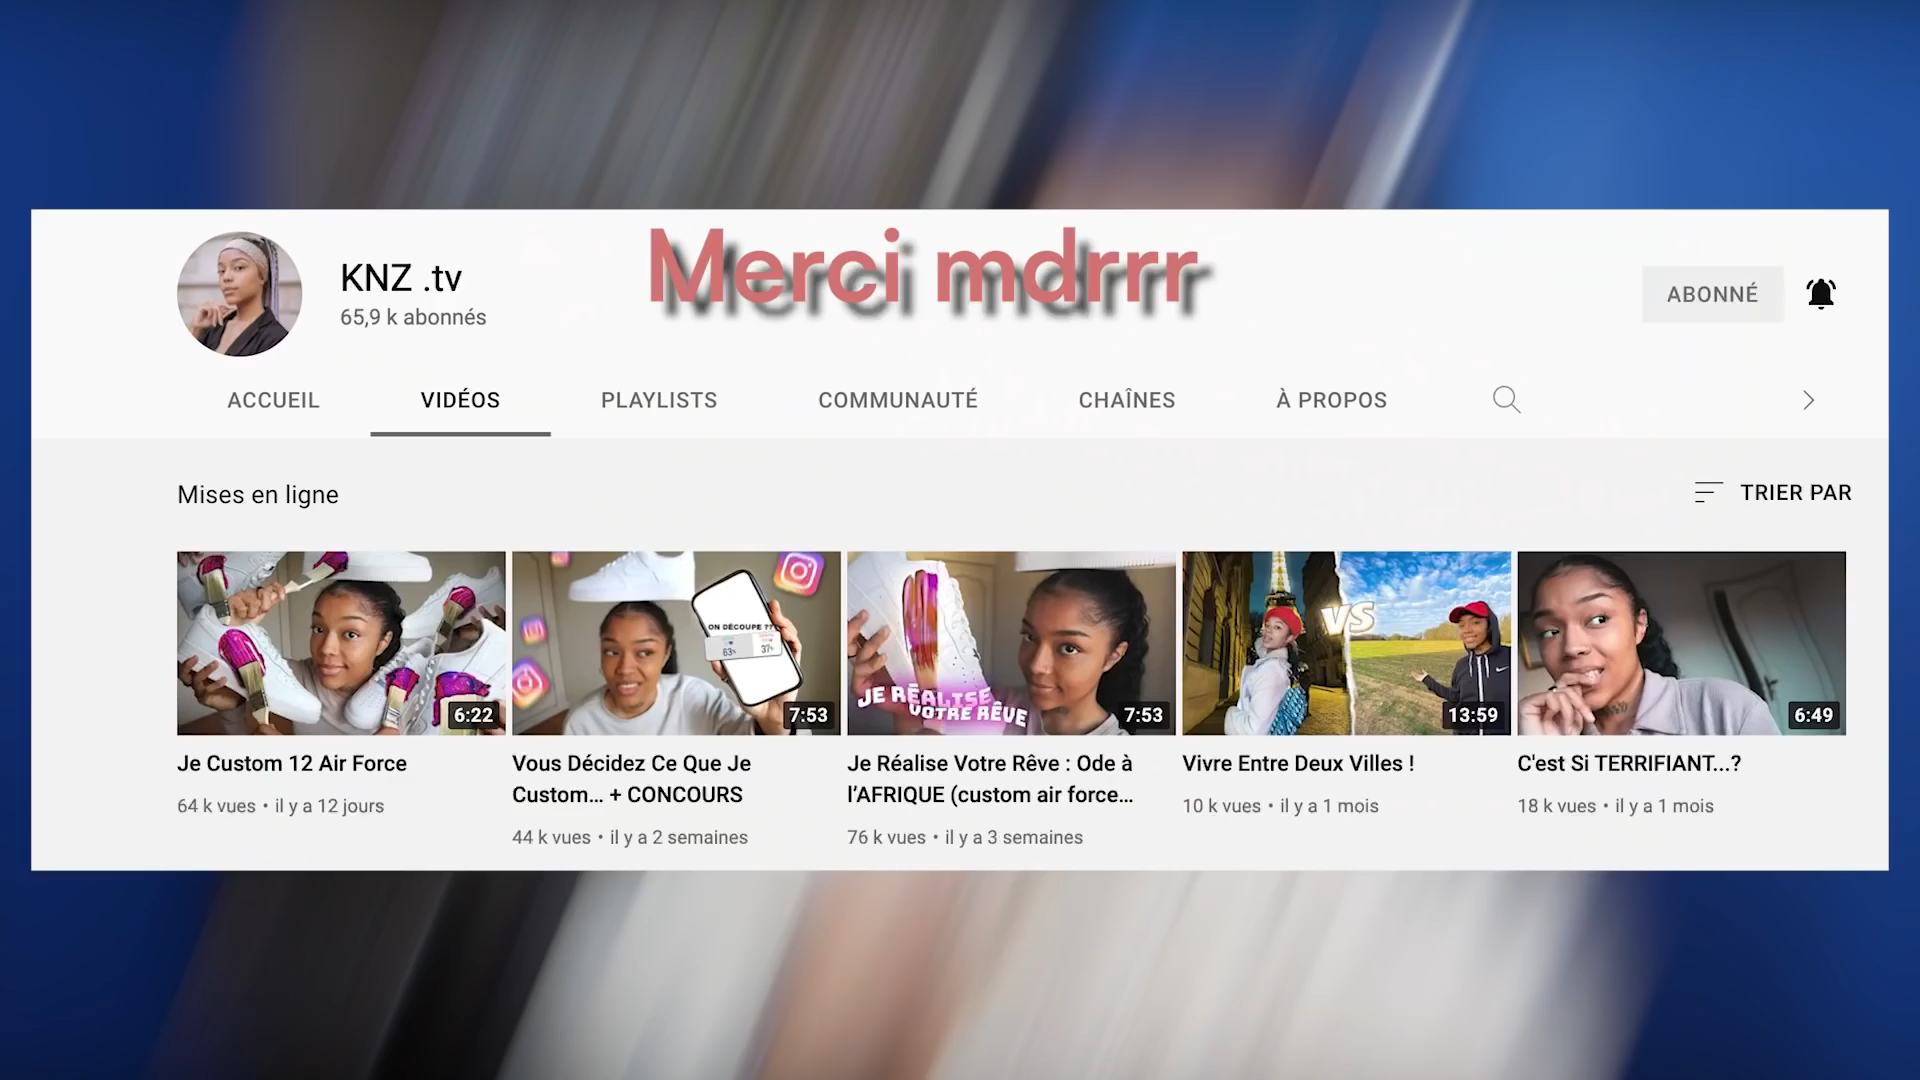 Merci mdrrr
KNZ .tv
65,9 k abonnés
ABONNÉ
ACCUEIL
VIDÉOS
PLAYLISTS
COMMUNAUTÉ
CHAÎNES
À PROPOS
Mises en ligne
TRIER PAR
6:22
Je Custom 12 Air Force
64 k vues • il y a 12 jours
ON DÉCOUPE ??
63%
37%
7:53
Vous Décidez Ce Que Je
Custom... + CONCOURS
44 k vues • il y a 2 semaines
JE RÉALISE
VOTRE RÊVE
7:53
Je Réalise Votre Rêve : Ode à
l'AFRIQUE (custom air force...
76 k vues • il y a 3 semaines
VS
13:59
Vivre Entre Deux Villes !
10 k vues • il y a 1 mois
6:49
C'est Si TERRIFIANT...?
18 k vues • il y a 1 mois